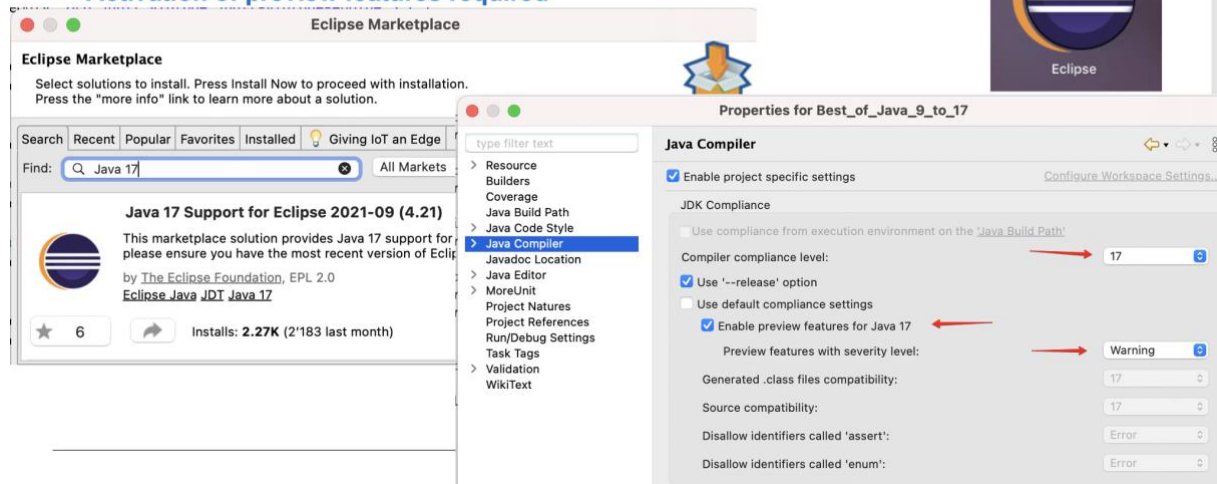 Activation of preview features required
Eclipse Marketplace
Eclipse Marketplace
Select solutions to install. Press Install Now to proceed with installation.
Press the "more info" link to learn more about a solution.
Search Recent Popular Favorites Installed Giving IoT an Edge
Find: Java 17 All Markets
Java 17 Support for Eclipse 2021-09 (4.21)
This marketplace solution provides Java 17 support for
please ensure you have the most recent version of Eclip
by The Eclipse Foundation, EPL 2.0
Eclipse Java JDT Java 17
6 Installs: 2.27K (2'183 last month)
Eclipse
Properties for Best_of_Java_9_to_17
type filter text
Resource
Builders
Coverage
Java Build Path
Java Code Style
Java Compiler
Javadoc Location
Java Editor
MoreUnit
Project Natures
Project References
Run/Debug Settings
Task Tags
Validation
WikiText
Java Compiler
Enable project specific settings Configure Workspace Settings..
JDK Compliance
Use compliance from execution environment on the 'Java Build Path'
Compiler compliance level: 17
Use '--release' option
Use default compliance settings
Enable preview features for Java 17
Preview features with severity level: Warning
Generated .class files compatibility: 17
Source compatibility: 17
Disallow identifiers called 'assert': Error
Disallow identifiers called 'enum': Error